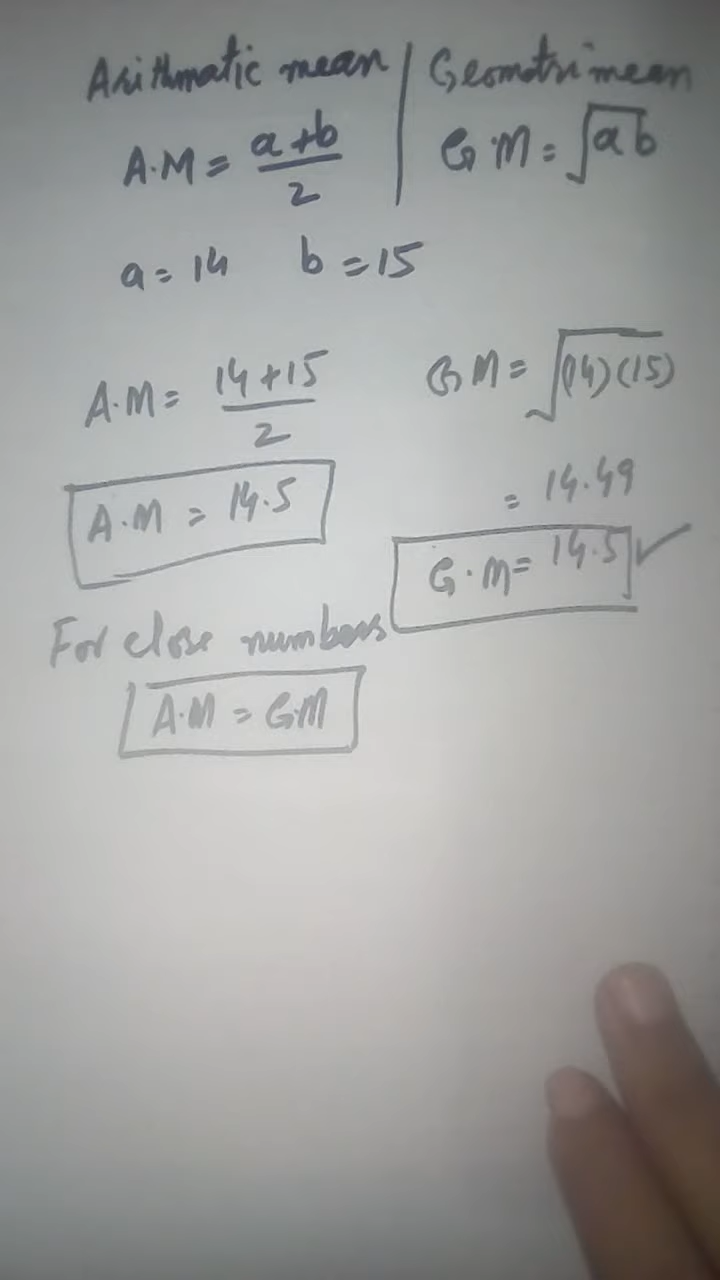 Arithmatic mean | Geometri mean
A.M = a+b/2 | G M = √ab
a = 14 b = 15
A.M = 14+15/2
G M = √(14)(15)
A.M = 14.5
= 14.49
G.M = 14.5 ✓
For close numbers
A.M = G.M